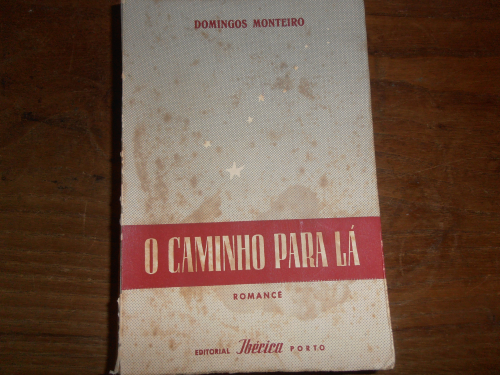 DOMINGOS MONTEIRO
O CAMINHO PARA LÁ
ROMANCE
EDITORIAL Ibérica PORTO